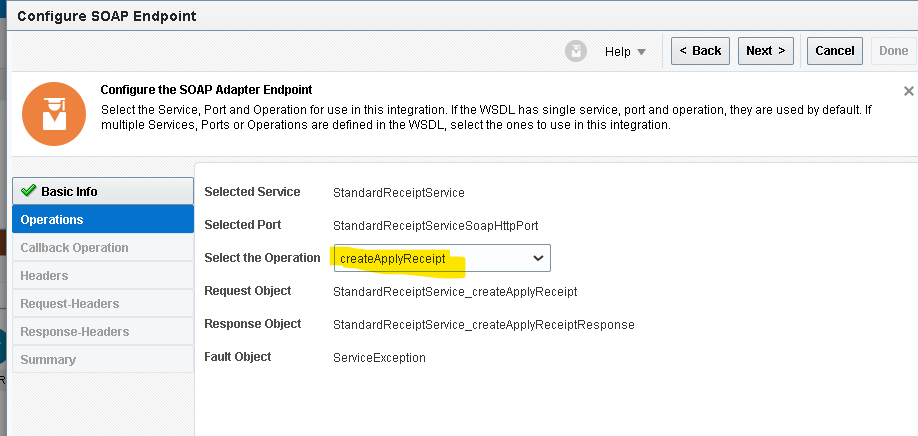 Configure SOAP Endpoint
Help
< Back
Next >
Cancel
Done
Configure the SOAP Adapter Endpoint
Select the Service, Port and Operation for use in this integration. If the WSDL has single service, port and operation, they are used by default. If
multiple Services, Ports or Operations are defined in the WSDL, select the ones to use in this integration.
Basic Info
Operations
Callback Operation
Headers
Request-Headers
Response-Headers
Summary
Selected Service StandardReceiptService
Selected Port StandardReceiptServiceSoapHttpPort
Select the Operation createApplyReceipt
Request Object StandardReceiptService_createApplyReceipt
Response Object StandardReceiptService_createApplyReceiptResponse
Fault Object ServiceException